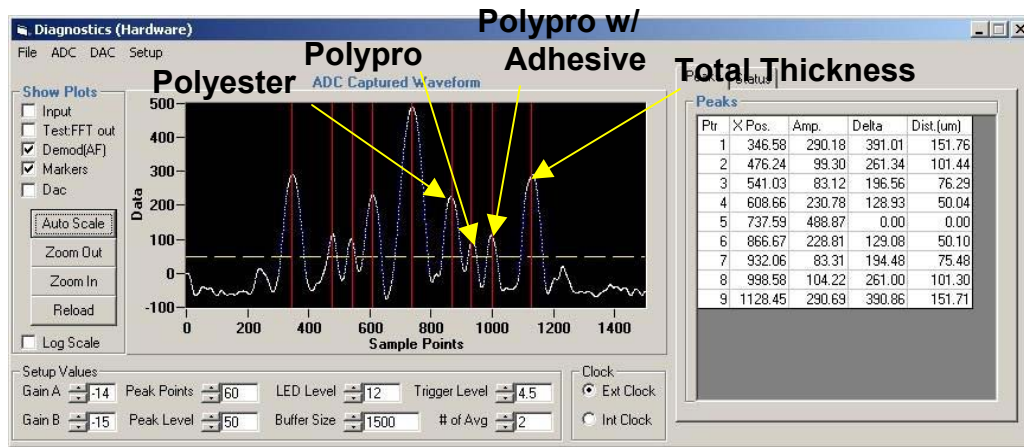 Diagnostics (Hardware)
File ADC DAC Setup
Polypro w/
Adhesive
Polypro
Polyester
Total Thickness
Show Plots
Input
Test:FFT out
Demod(AF)
Markers
Dac
Auto Scale
Zoom Out
Zoom In
Reload
Log Scale
ADC Captured Waveform
Data
500
400
300
200
100
0
-100
0 200 400 600 800 1000 1200 1400
Sample Points
Status
Peaks
Ptr X Pos. Amp. Delta Dist.(um)
1 346.58 290.18 391.01 151.76
2 476.24 99.30 261.34 101.44
3 541.03 83.12 196.56 76.29
4 608.66 230.78 128.93 50.04
5 737.59 488.87 0.00 0.00
6 866.67 228.81 129.08 50.10
7 932.06 83.31 194.48 75.48
8 998.58 104.22 261.00 101.30
9 1128.45 290.69 390.86 151.71
Setup Values
Gain A -14 Peak Points 60 LED Level 12 Trigger Level 4.5
Gain B -15 Peak Level 50 Buffer Size 1500 # of Avg 2
Clock
Ext Clock
Int Clock